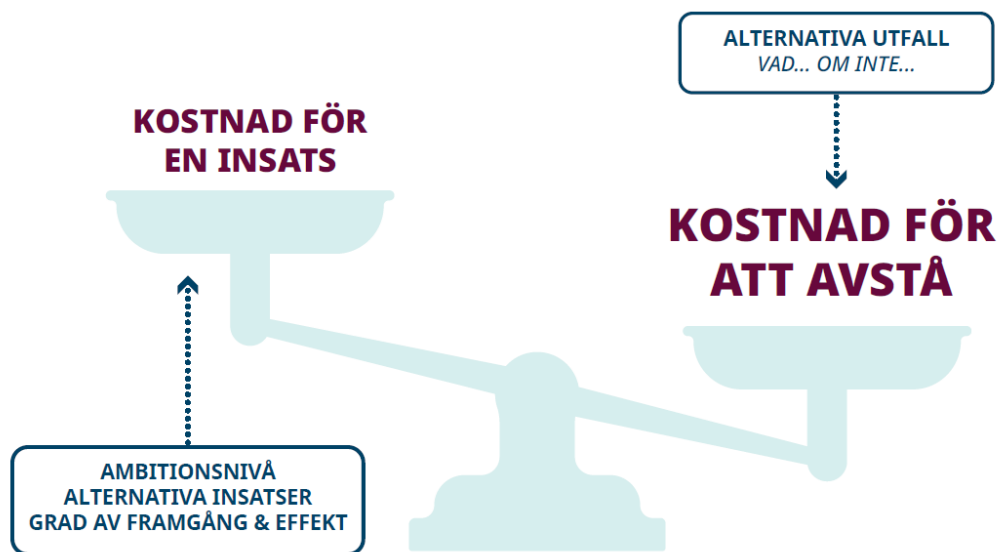 ALTERNATIVA UTFALL
VAD... OM INTE...
KOSTNAD FÖR
EN INSATS
KOSTNAD FÖR
ATT AVSTÅ
AMBITIONSNIVÅ
ALTERNATIVA INSATSER
GRAD AV FRAMGÅNG & EFFEKT